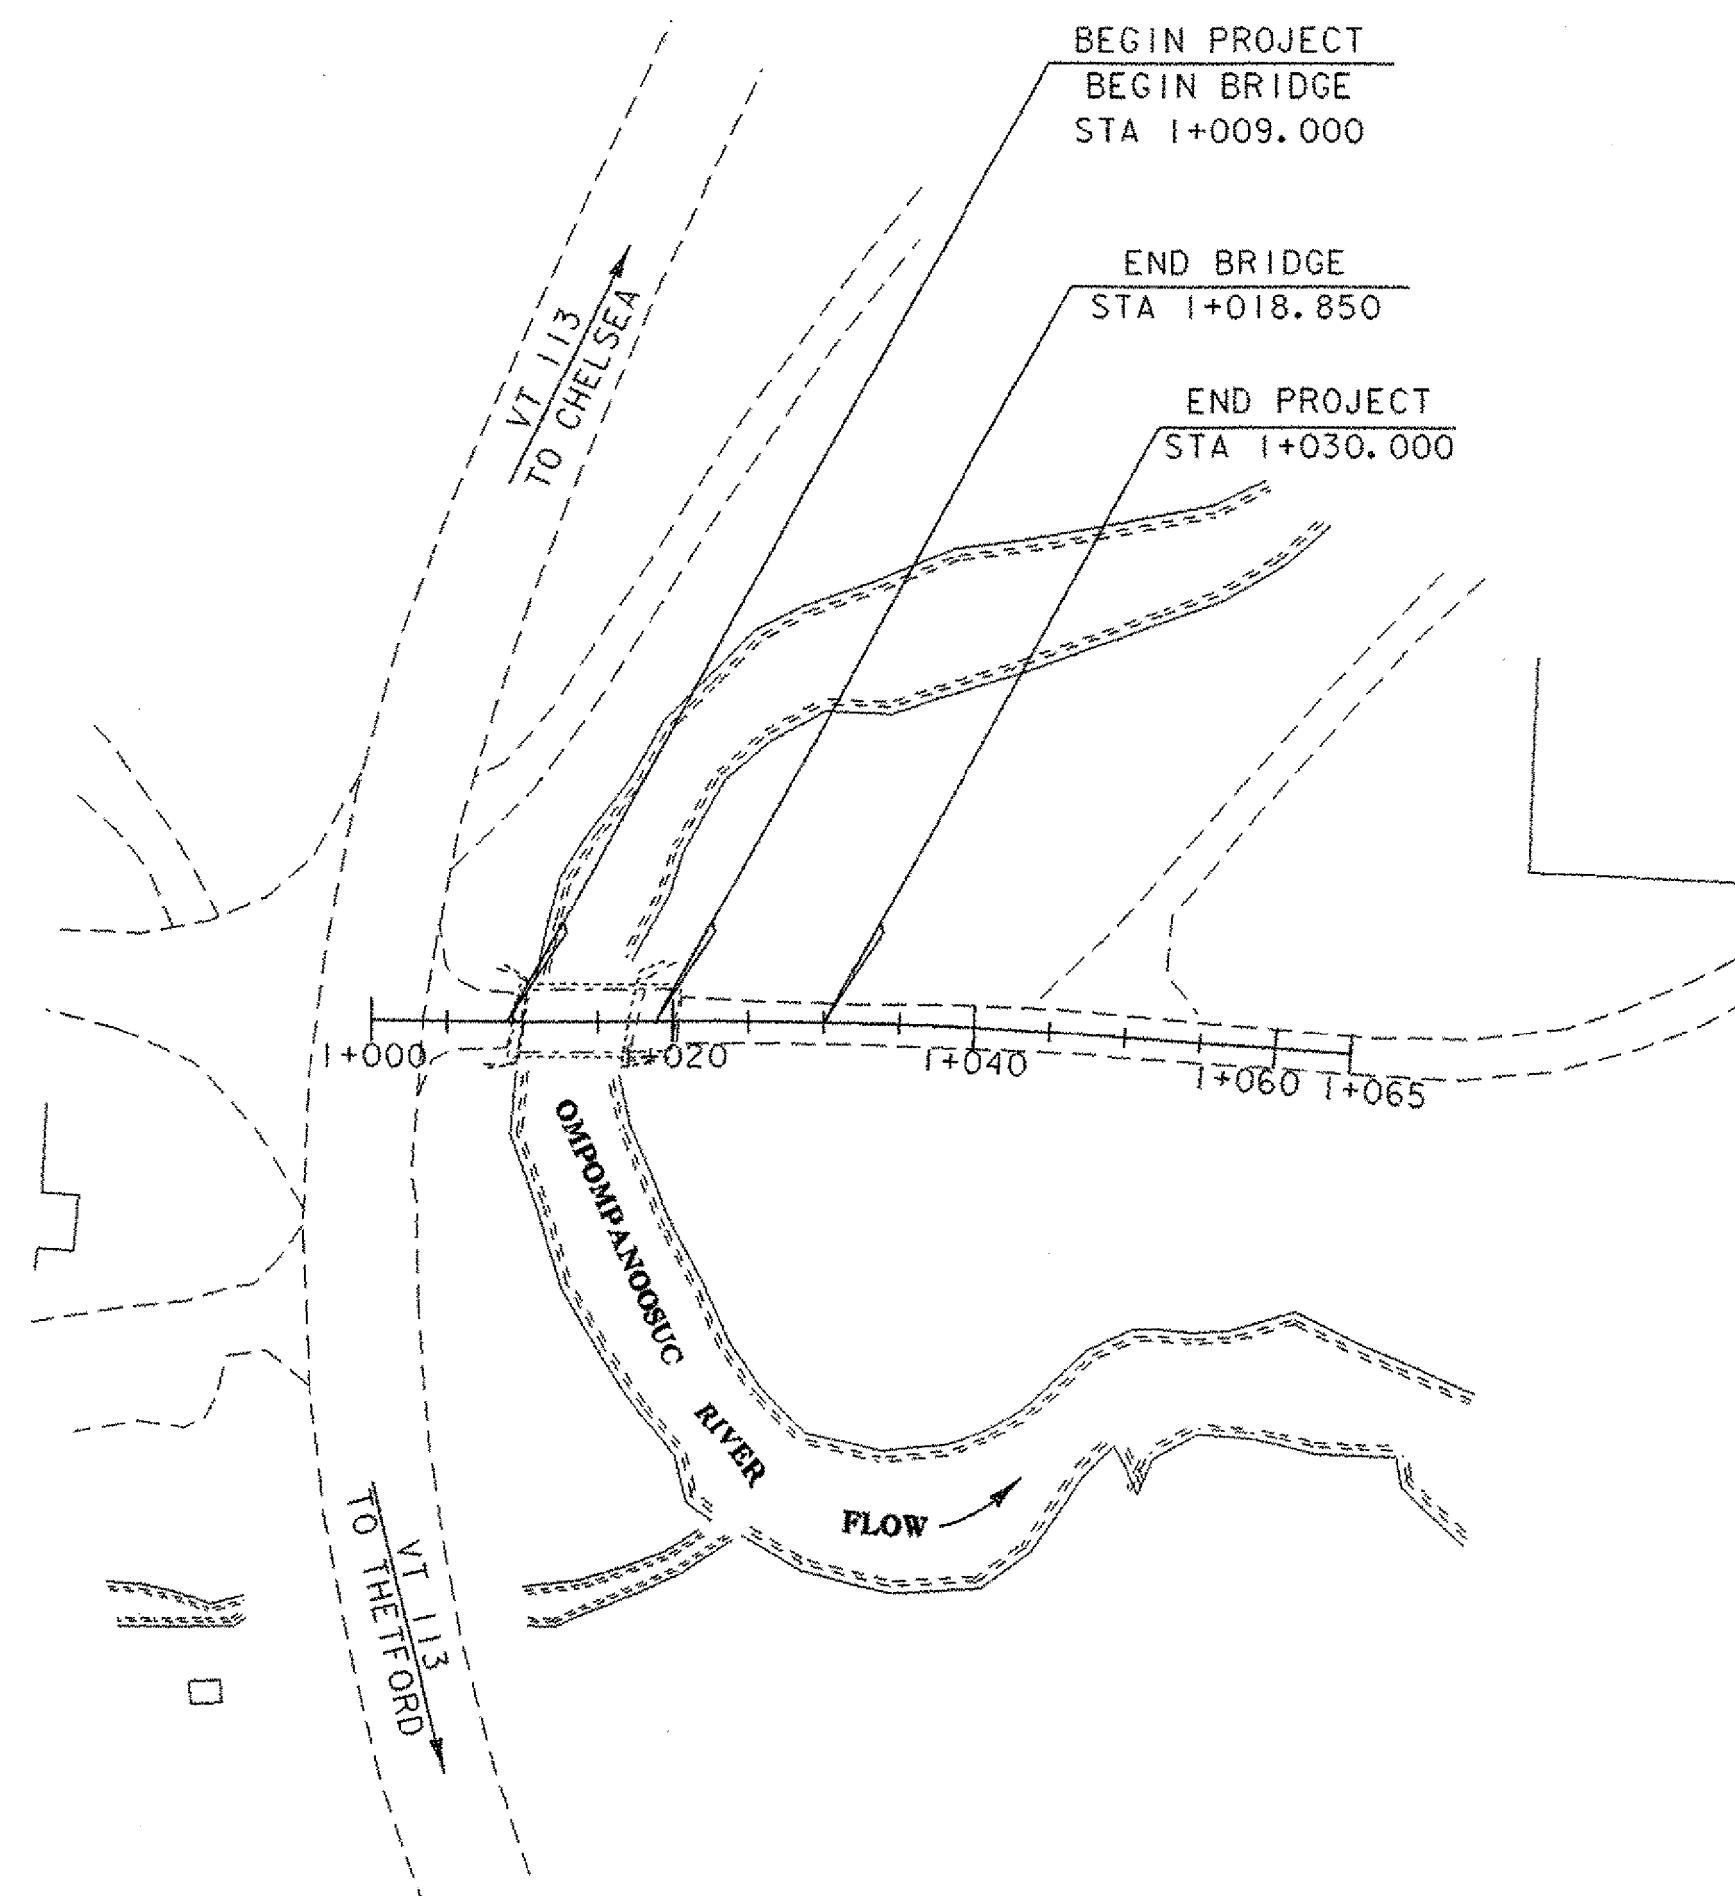 BEGIN PROJECT
BEGIN BRIDGE
STA 1+009.000
END BRIDGE
STA 1+018.850
END PROJECT
STA 1+030.000
VT 113
TO CHELSEA
1+000
1+020
1+040
1+060
1+065
OMPOMPANOOSUC
RIVER
FLOW
VT 113
TO THETFORD